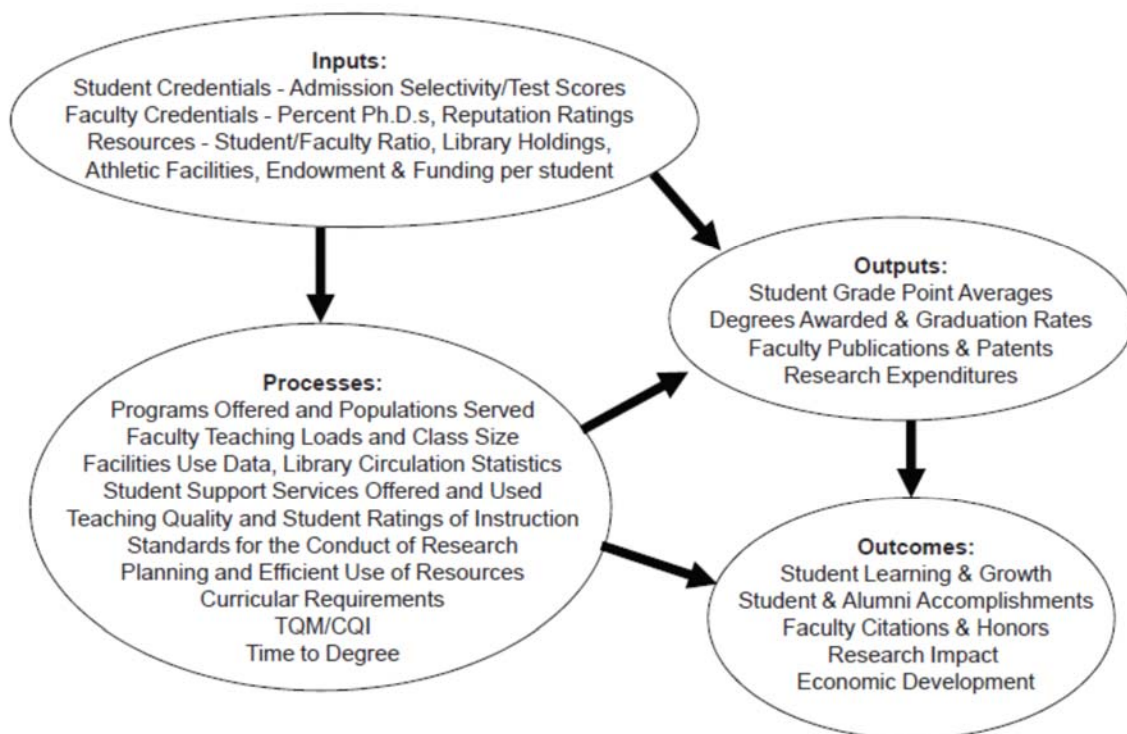 Inputs:
Student Credentials - Admission Selectivity/Test Scores
Faculty Credentials - Percent Ph.D.s, Reputation Ratings
Resources - Student/Faculty Ratio, Library Holdings,
Athletic Facilities, Endowment & Funding per student
Outputs:
Student Grade Point Averages
Degrees Awarded & Graduation Rates
Faculty Publications & Patents
Research Expenditures
Processes:
Programs Offered and Populations Served
Faculty Teaching Loads and Class Size
Facilities Use Data, Library Circulation Statistics
Student Support Services Offered and Used
Teaching Quality and Student Ratings of Instruction
Standards for the Conduct of Research
Planning and Efficient Use of Resources
Curricular Requirements
TQM/CQI
Time to Degree
Outcomes:
Student Learning & Growth
Student & Alumni Accomplishments
Faculty Citations & Honors
Research Impact
Economic Development